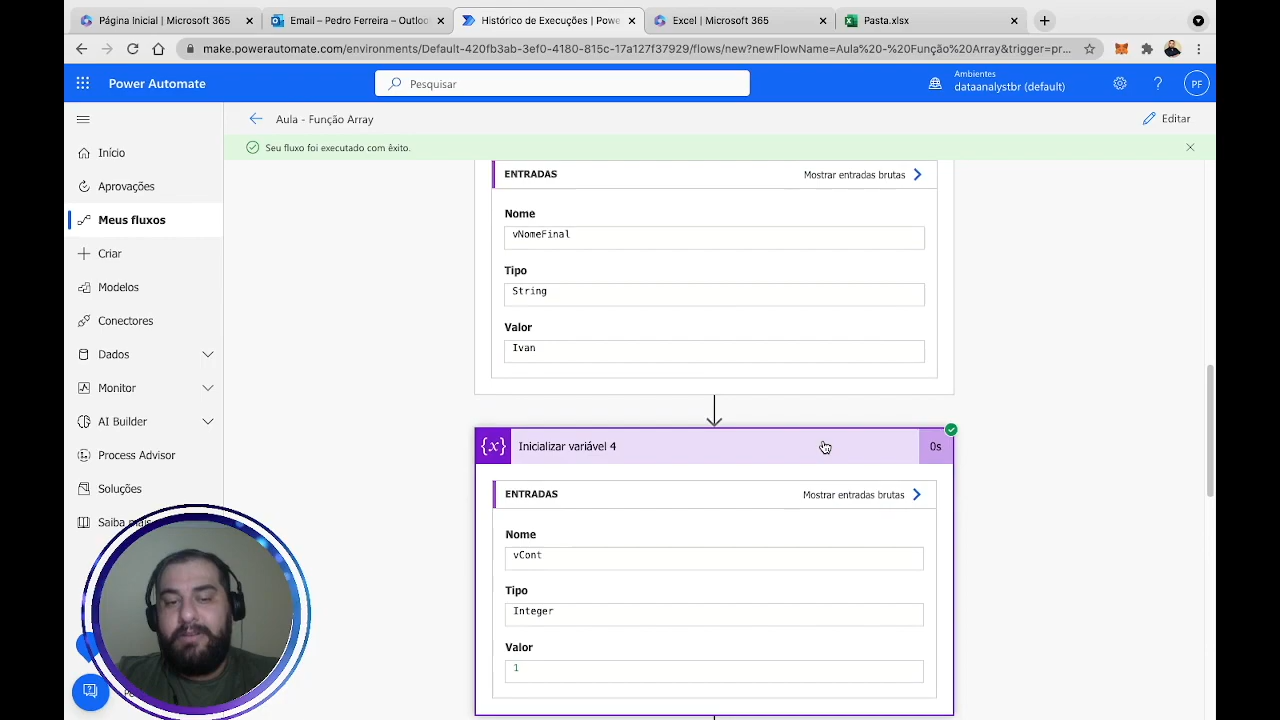 Página Inicial | Microsoft 365
Email – Pedro Ferreira – Outloo
Histórico de Execuções | Powe
Excel | Microsoft 365
Pasta.xlsx
make.powerautomate.com/environments/Default-420fb3ab-3ef0-4180-815c-17a127f37929/flows/new?newFlowName=Aula%20-%20Função%20Array&trigger=pr...
Power Automate
Pesquisar
Ambientes
dataanalystbr (default)
PF
Aula - Função Array
Editar
Seu fluxo foi executado com êxito.
Início
Aprovações
Meus fluxos
Criar
Modelos
Conectores
Dados
Monitor
AI Builder
Process Advisor
Soluções
Saiba mais
ENTRADAS
Mostrar entradas brutas
Nome
vNomeFinal
Tipo
String
Valor
Ivan
{x}
Inicializar variável 4
0s
ENTRADAS
Mostrar entradas brutas
Nome
vCont
Tipo
Integer
Valor
1